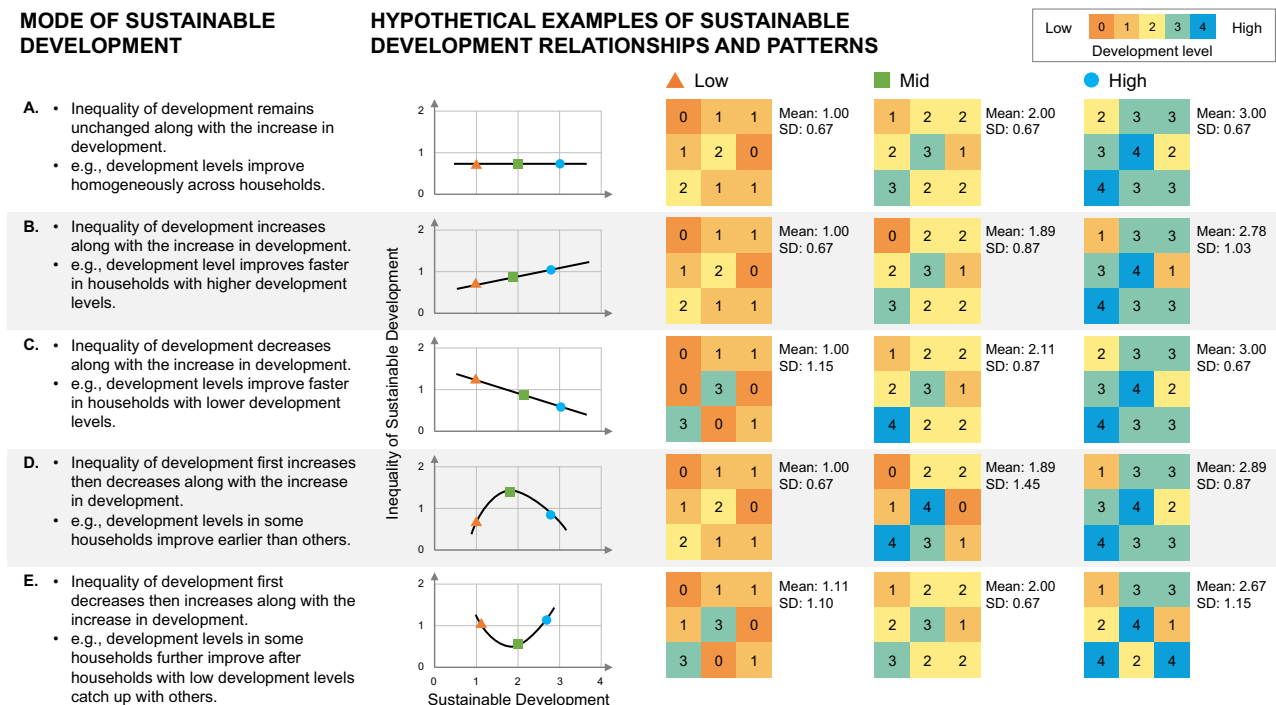 MODE OF SUSTAINABLE
DEVELOPMENT
HYPOTHETICAL EXAMPLES OF SUSTAINABLE
DEVELOPMENT RELATIONSHIPS AND PATTERNS
Low 0 1 2 3 4 High
Development level
Low
Mid
High
A. • Inequality of development remains
unchanged along with the increase in
development.
• e.g., development levels improve
homogeneously across households.
2
1
0
0 1 1
1 2 0
2 1 1
Mean: 1.00
SD: 0.67
1 2 2
2 3 1
3 2 2
Mean: 2.00
SD: 0.67
2 3 3
3 4 2
4 3 3
Mean: 3.00
SD: 0.67
B. • Inequality of development increases
along with the increase in development.
• e.g., development level improves faster
in households with higher development
levels.
2
1
0
0 1 1
1 2 0
2 1 1
Mean: 1.00
SD: 0.67
0 2 2
2 3 1
3 2 2
Mean: 1.89
SD: 0.87
1 3 3
3 4 1
4 3 3
Mean: 2.78
SD: 1.03
C. • Inequality of development decreases
along with the increase in development.
• e.g., development levels improve faster
in households with lower development
levels.
2
1
0
0 1 1
0 3 0
3 0 1
Mean: 1.00
SD: 1.15
1 2 2
2 3 1
4 2 2
Mean: 2.11
SD: 0.87
2 3 3
3 4 2
4 3 3
Mean: 3.00
SD: 0.67
D. • Inequality of development first increases
then decreases along with the increase
in development.
• e.g., development levels in some
households improve earlier than others.
2
1
0
0 1 1
1 2 0
2 1 1
Mean: 1.00
SD: 0.67
0 2 2
1 4 0
4 3 1
Mean: 1.89
SD: 1.45
1 3 3
3 4 2
4 3 3
Mean: 2.89
SD: 0.87
E. • Inequality of development first
decreases then increases along with the
increase in development.
• e.g., development levels in some
households further improve after
households with low development levels
catch up with others.
2
1
0
0 1 2 3 4
Sustainable Development
Inequality of Sustainable Development
0 1 1
1 3 0
3 0 1
Mean: 1.11
SD: 1.10
1 2 2
2 3 1
3 2 2
Mean: 2.00
SD: 0.67
1 3 3
2 4 1
4 2 4
Mean: 2.67
SD: 1.15